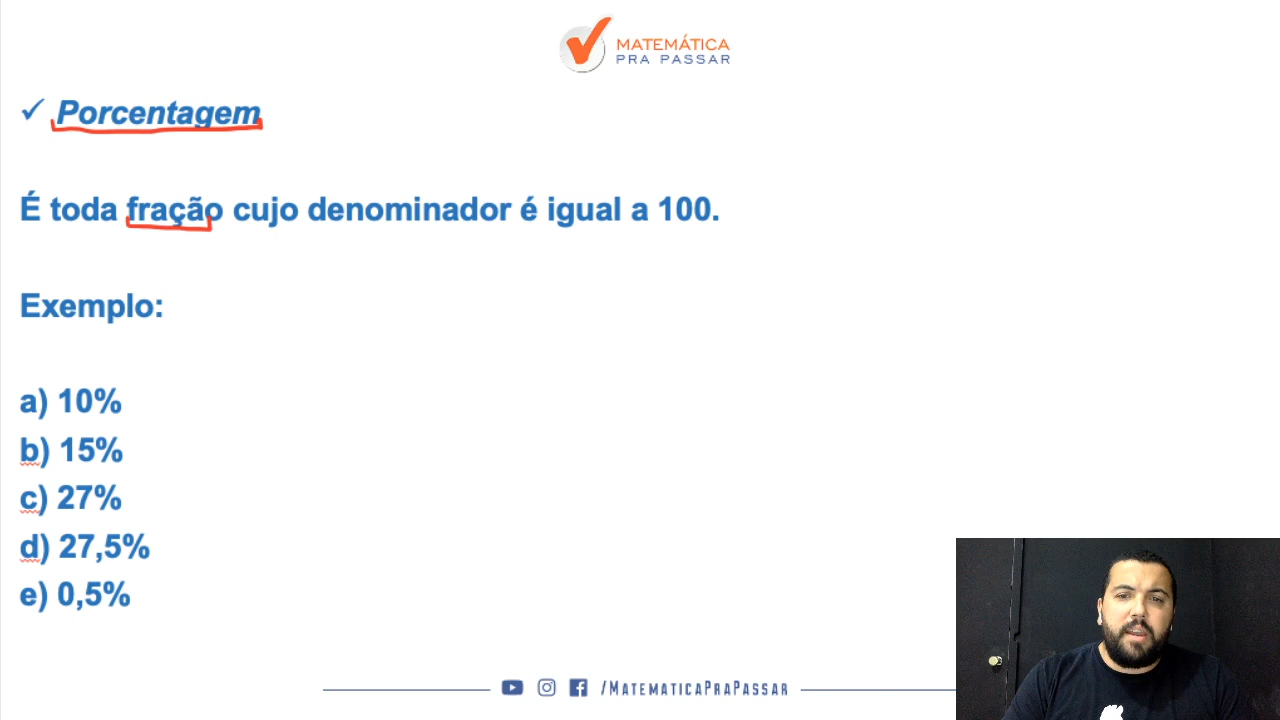 MATEMÁTICA
PRA PASSAR
✓ Porcentagem
É toda fração cujo denominador é igual a 100.
Exemplo:
a) 10%
b) 15%
c) 27%
d) 27,5%
e) 0,5%
/MATEMATICAPRAPASSAR